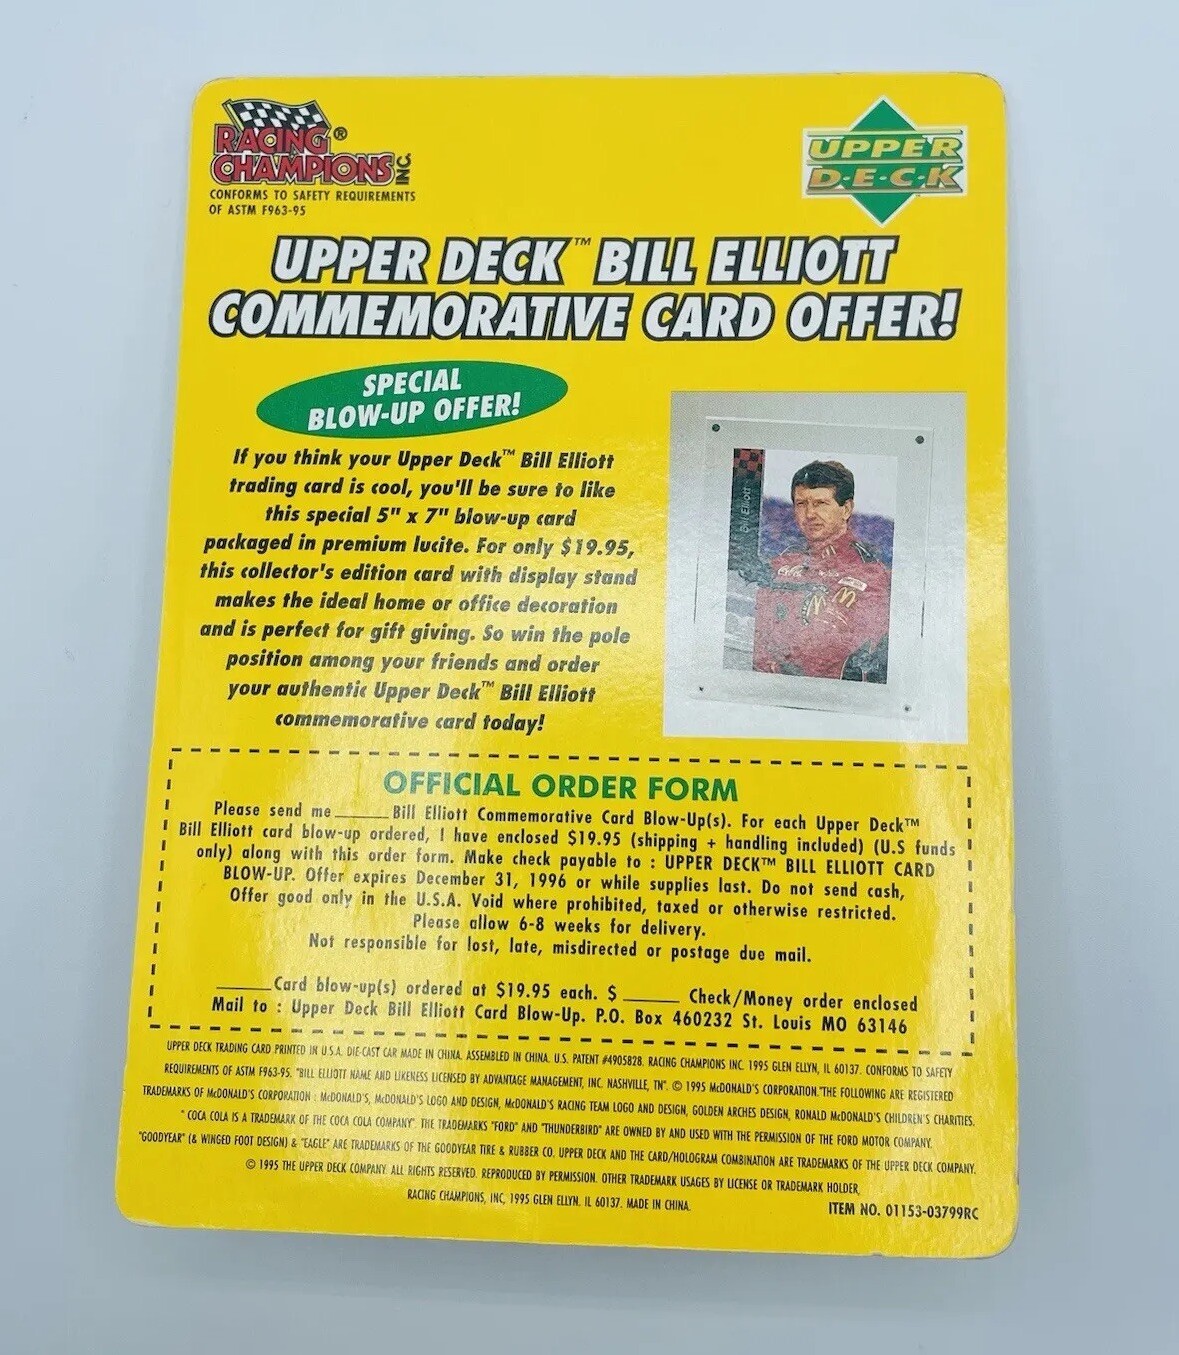 RACING ®
CHAMPIONS INC.
CONFORMS TO SAFETY REQUIREMENTS
OF ASTM F963-95
UPPER
D·E·C·K
UPPER DECK™ BILL ELLIOTT
COMMEMORATIVE CARD OFFER!
SPECIAL
BLOW-UP OFFER!
If you think your Upper Deck™ Bill Elliott
trading card is cool, you'll be sure to like
this special 5" x 7" blow-up card
packaged in premium lucite. For only $19.95,
this collector's edition card with display stand
makes the ideal home or office decoration
and is perfect for gift giving. So win the pole
position among your friends and order
your authentic Upper Deck™ Bill Elliott
commemorative card today!
Bill Elliott
OFFICIAL ORDER FORM
Please send me______ Bill Elliott Commemorative Card Blow-Up(s). For each Upper Deck™
Bill Elliott card blow-up ordered, I have enclosed $19.95 (shipping + handling included) (U.S funds
only) along with this order form. Make check payable to : UPPER DECK™ BILL ELLIOTT CARD
BLOW-UP. Offer expires December 31, 1996 or while supplies last. Do not send cash,
Offer good only in the U.S.A. Void where prohibited, taxed or otherwise restricted.
Please allow 6-8 weeks for delivery.
Not responsible for lost, late, misdirected or postage due mail.
______Card blow-up(s) ordered at $19.95 each. $ ______ Check/Money order enclosed
Mail to : Upper Deck Bill Elliott Card Blow-Up. P.O. Box 460232 St. Louis MO 63146
UPPER DECK TRADING CARD PRINTED IN U.S.A. DIE-CAST CAR MADE IN CHINA. ASSEMBLED IN CHINA. U.S. PATENT #4905828. RACING CHAMPIONS INC. 1995 GLEN ELLYN, IL 60137. CONFORMS TO SAFETY
REQUIREMENTS OF ASTM F963-95. "BILL ELLIOTT NAME AND LIKENESS LICENSED BY ADVANTAGE MANAGEMENT, INC. NASHVILLE, TN". © 1995 McDONALD'S CORPORATION."THE FOLLOWING ARE REGISTERED
TRADEMARKS OF McDONALD'S CORPORATION : McDONALD'S, McDONALD'S LOGO AND DESIGN, McDONALD'S RACING TEAM LOGO AND DESIGN, GOLDEN ARCHES DESIGN, RONALD McDONALD'S CHILDREN'S CHARITIES.
" COCA COLA IS A TRADEMARK OF THE COCA COLA COMPANY". THE TRADEMARKS "FORD" AND "THUNDERBIRD" ARE OWNED BY AND USED WITH THE PERMISSION OF THE FORD MOTOR COMPANY.
"GOODYEAR" (& WINGED FOOT DESIGN) & "EAGLE" ARE TRADEMARKS OF THE GOODYEAR TIRE & RUBBER CO. UPPER DECK AND THE CARD/HOLOGRAM COMBINATION ARE TRADEMARKS OF THE UPPER DECK COMPANY.
© 1995 THE UPPER DECK COMPANY. ALL RIGHTS RESERVED. REPRODUCED BY PERMISSION. OTHER TRADEMARK USAGES BY LICENSE OR TRADEMARK HOLDER,
RACING CHAMPIONS, INC, 1995 GLEN ELLYN. IL 60137. MADE IN CHINA.
ITEM NO. 01153-03799RC